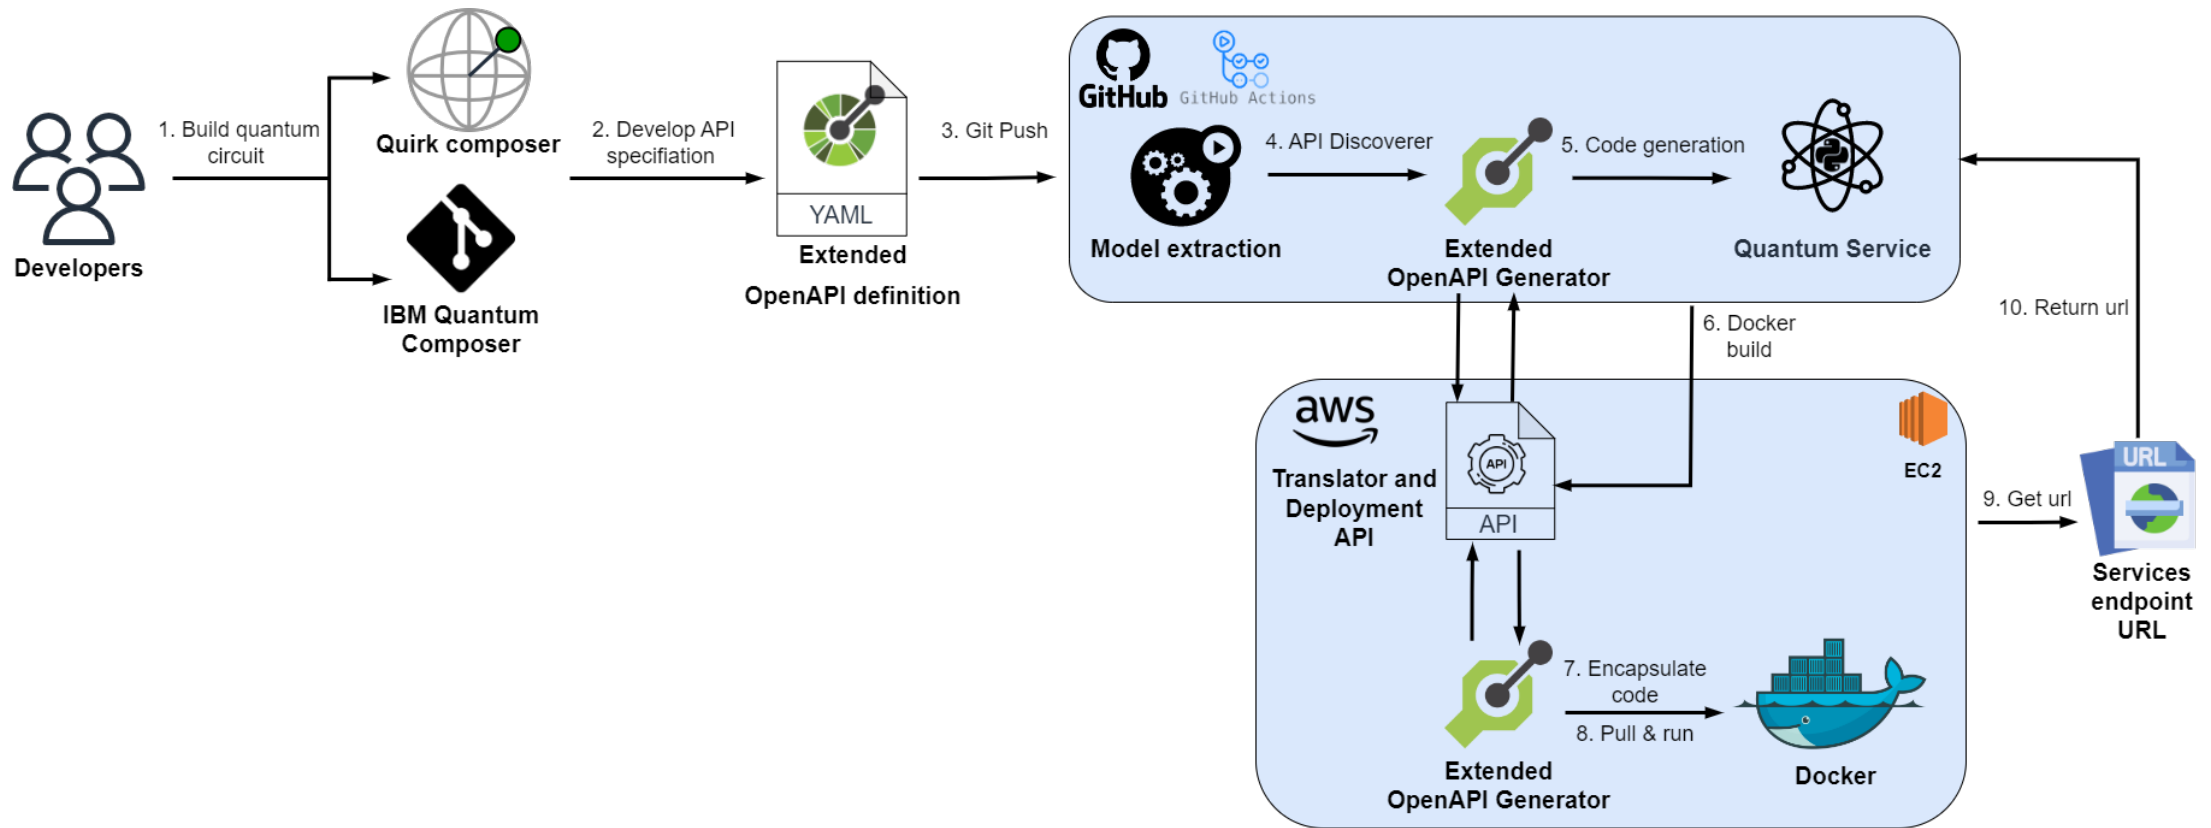 1. Build quantum
circuit
Developers
Quirk composer
IBM Quantum
Composer
2. Develop API
specifiation
YAML
Extended
OpenAPI definition
3. Git Push
GitHub
GitHub Actions
Model extraction
4. API Discoverer
Extended
OpenAPI Generator
5. Code generation
Quantum Service
6. Docker
build
10. Return url
aws
Translator and
Deployment
API
API
API
EC2
9. Get url
URL
Services
endpoint
URL
7. Encapsulate
code
8. Pull & run
Extended
OpenAPI Generator
Docker